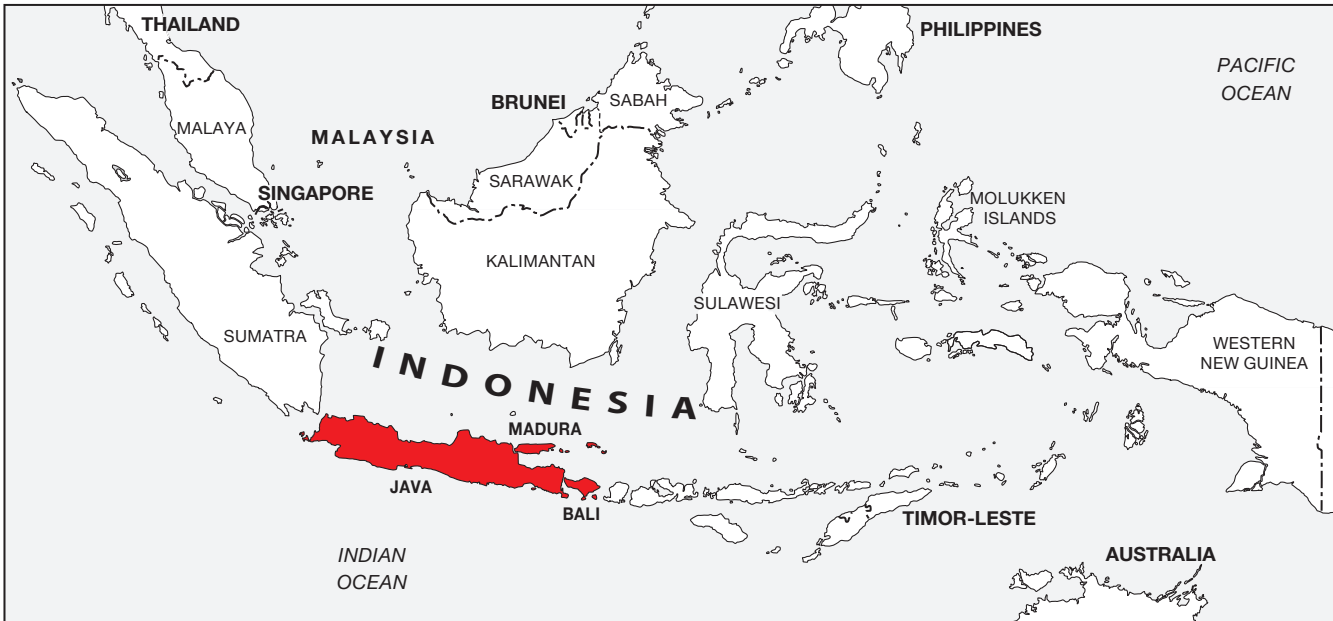 THAILAND
PHILIPPINES
PACIFIC
OCEAN
BRUNEI
SABAH
MALAYA
MALAYSIA
SARAWAK
SINGAPORE
MOLUKKEN
ISLANDS
KALIMANTAN
SULAWESI
SUMATRA
WESTERN
NEW GUINEA
INDONESIA
MADURA
JAVA
BALI
TIMOR-LESTE
INDIAN
OCEAN
AUSTRALIA